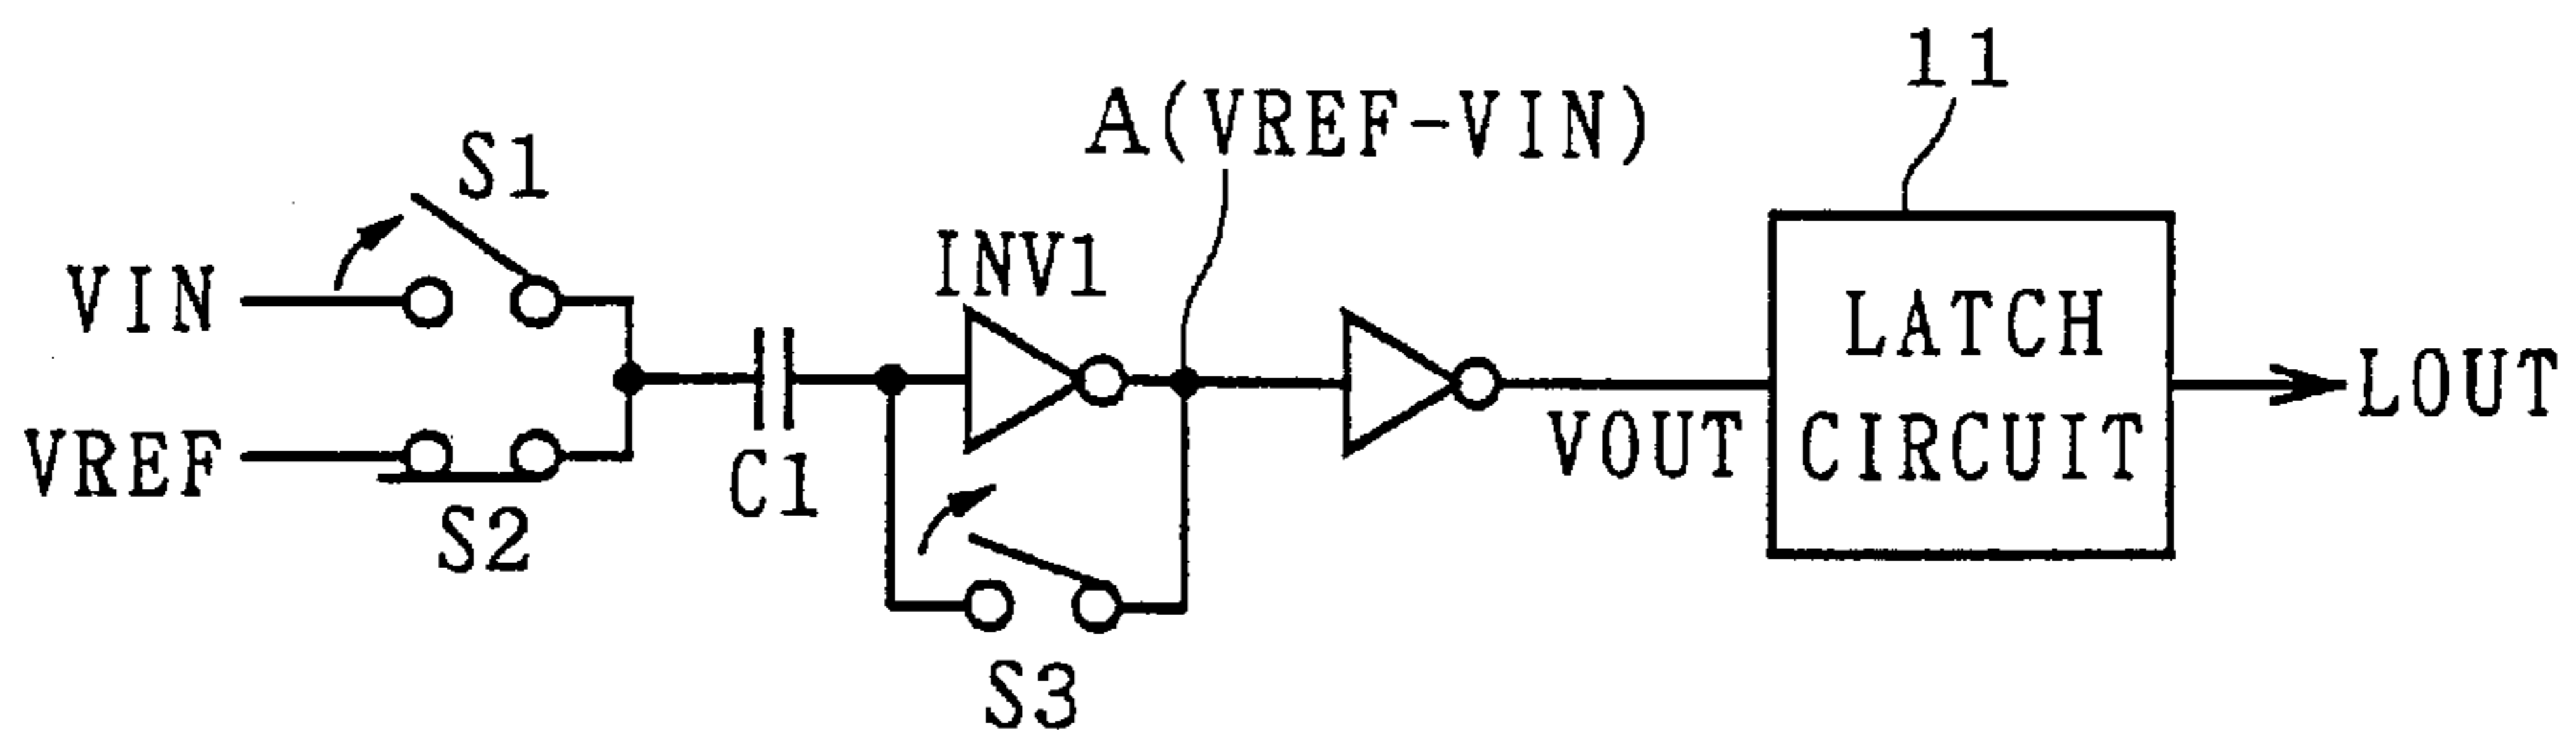 11
A(VREF-VIN)
S1
INV1
VIN
LATCH
CIRCUIT
LOUT
VOUT
VREF
C1
S2
S3